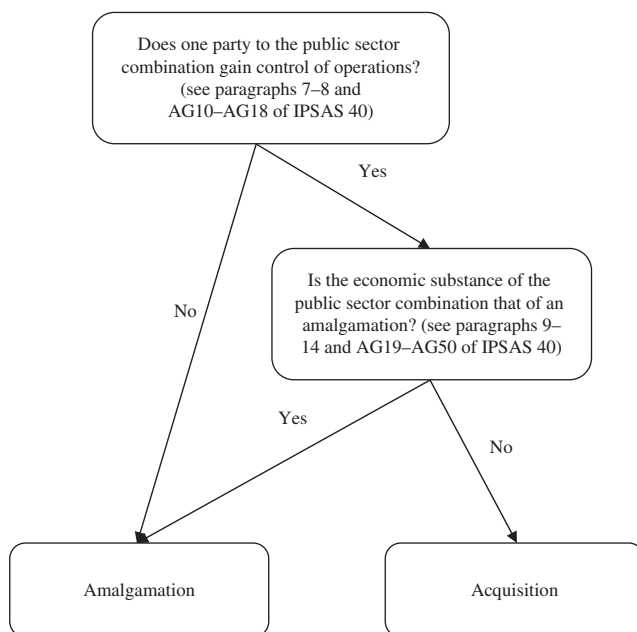 Does one party to the public sector
combination gain control of operations?
(see paragraphs 7–8 and
AG10–AG18 of IPSAS 40)
Yes
Is the economic substance of the
public sector combination that of an
amalgamation? (see paragraphs 9–
14 and AG19–AG50 of IPSAS 40)
No
Yes
No
Amalgamation
Acquisition